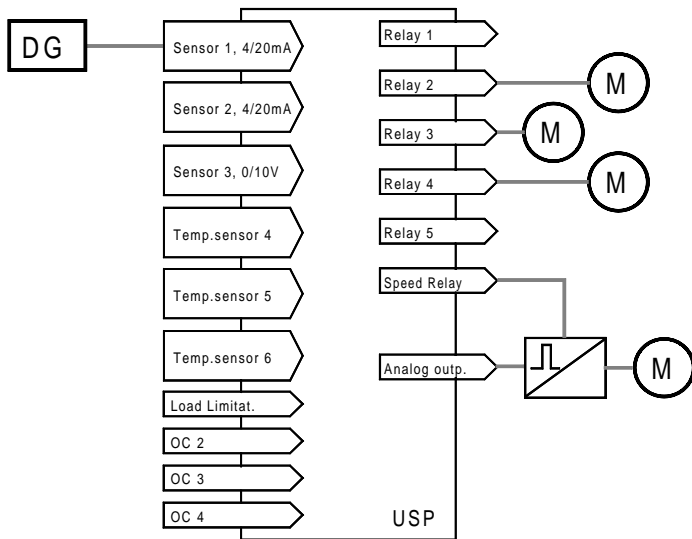 DG
Sensor 1, 4/20mA
Sensor 2, 4/20mA
Sensor 3, 0/10V
Temp.sensor 4
Temp.sensor 5
Temp.sensor 6
Load Limitat.
OC 2
OC 3
OC 4
Relay 1
Relay 2
M
Relay 3
M
Relay 4
M
Relay 5
Speed Relay
Analog outp.
M
USP